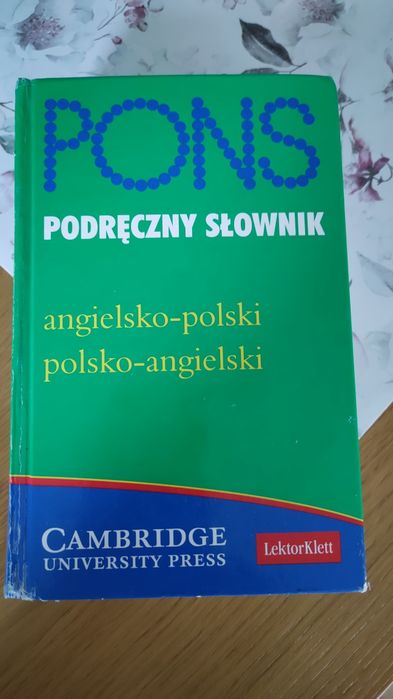 PONS
PODRĘCZNY SŁOWNIK
angielsko-polski
polsko-angielski
CAMBRIDGE
UNIVERSITY PRESS
LektorKlett